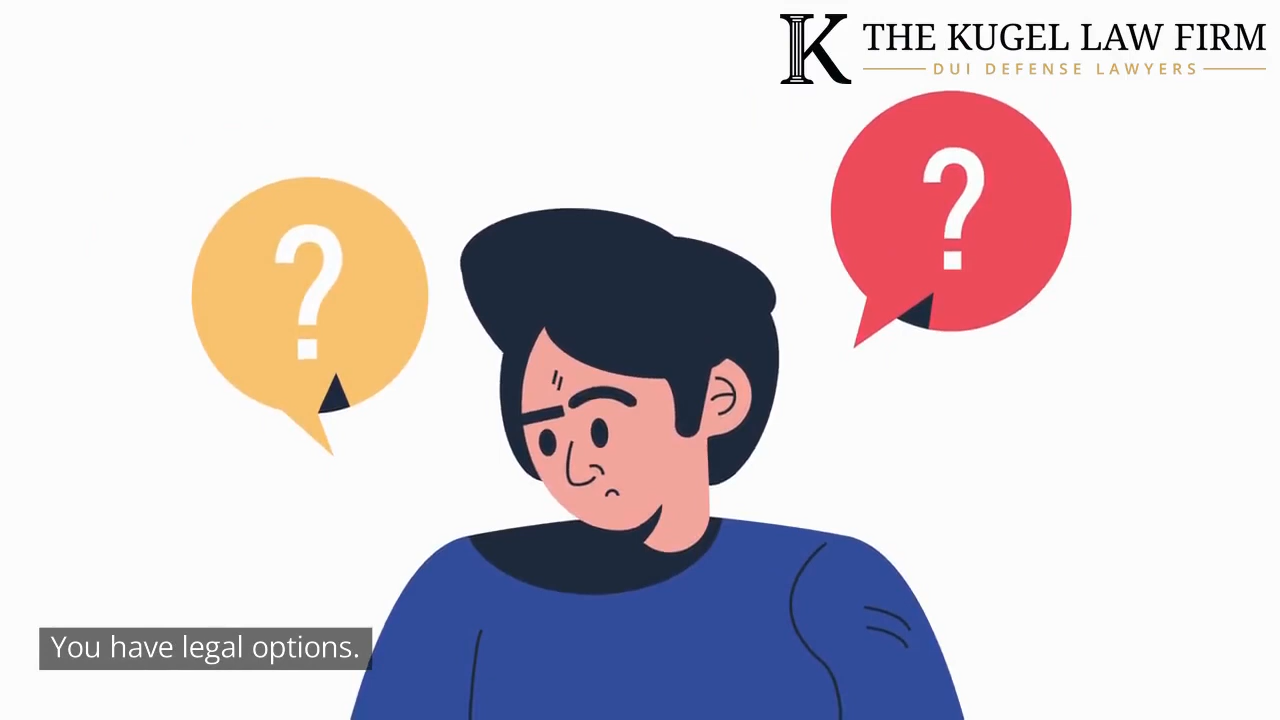 THE KUGEL LAW FIRM
DUI DEFENSE LAWYERS
?
?
You have legal options.